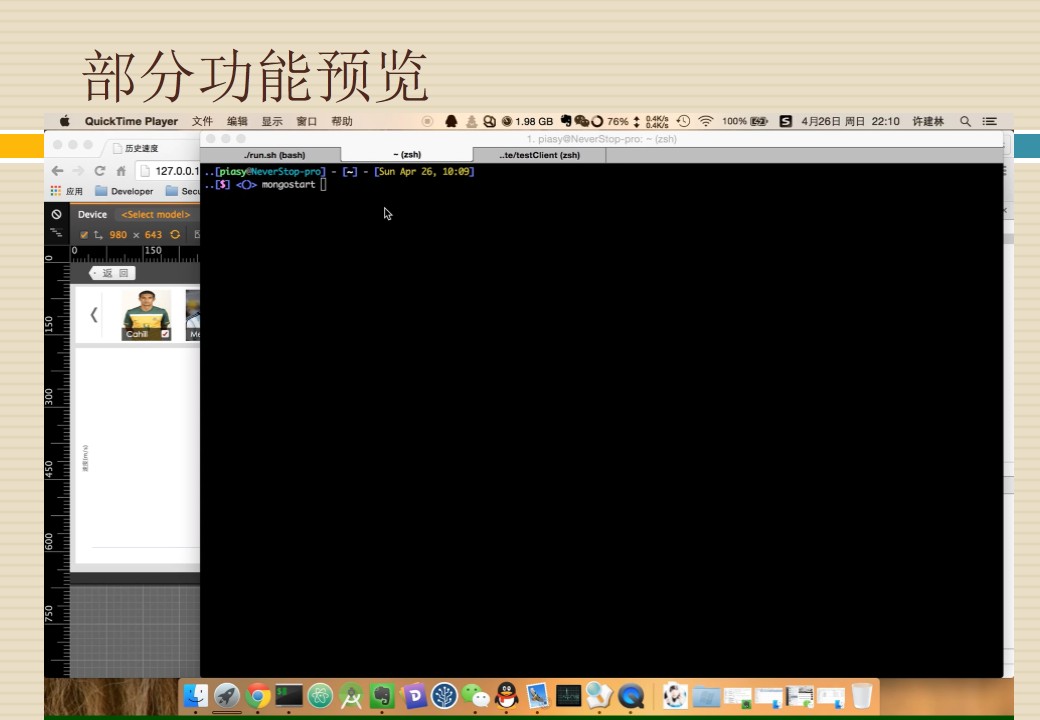 部分功能预览
QuickTime Player 文件 编辑 显示 窗口 帮助 1.98 GB 76% 0.4K/s 0.4K/s 100% 4月26日 周日 22:10 许建林
历史速度
1. piasy@NeverStop-pro: ~ (zsh)
./run.sh (bash) ~ (zsh) ..te/testClient (zsh)
127.0.0.1
..[piasy@NeverStop-pro] - [~] - [Sun Apr 26, 10:09]
..[$] <> mongostart
应用 Developer Secu
Device <Select model>
980 × 643
0 150
返 回
Cahill Me
0
150
300
450
600
750
速度(m/s)